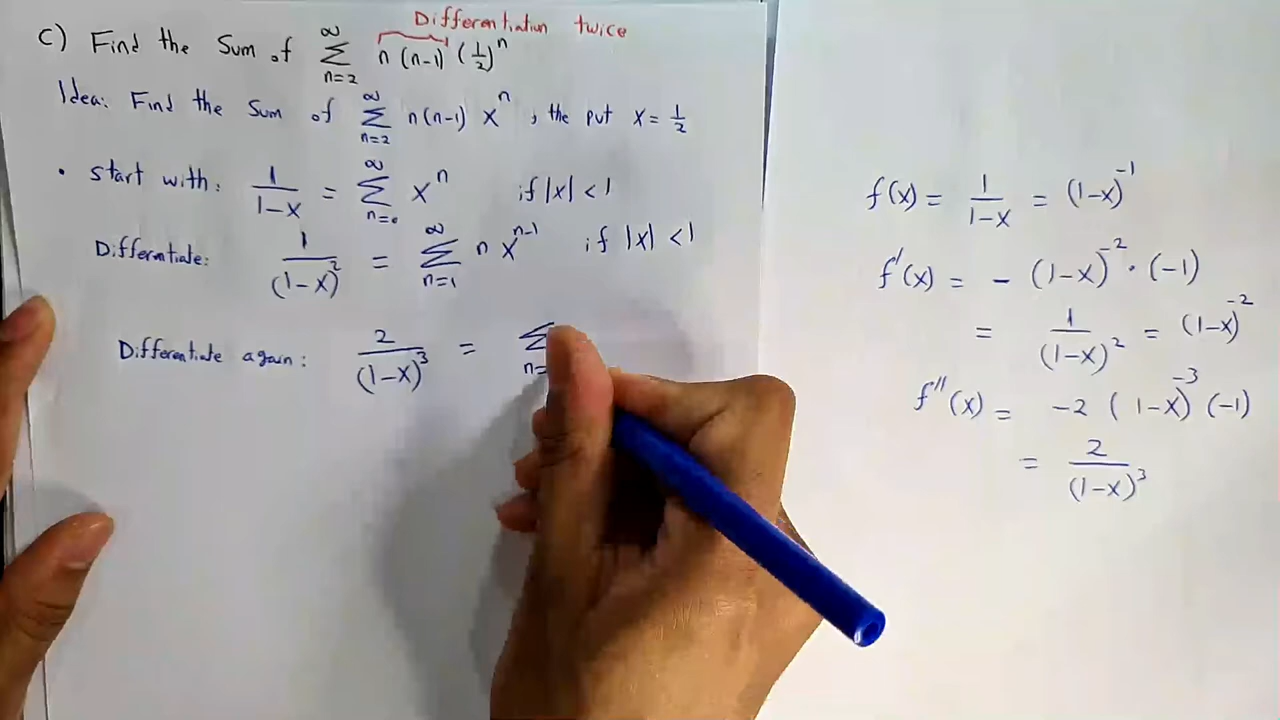 Differentiation twice
c) Find the Sum of ∞ Σ n=2 n (n-1) (1/2)^n
Idea: Find the Sum of ∞ Σ n=2 n(n-1) x^n , the put x = 1/2
• start with: 1/(1-x) = ∞ Σ n=0 x^n if |x| < 1
Differentiate: 1/(1-x)^2 = ∞ Σ n=1 n x^(n-1) if |x| < 1
Differentiate again: 2/(1-x)^3 = Σ n=
f(x) = 1/(1-x) = (1-x)^-1
f'(x) = - (1-x)^-2 · (-1)
= 1/(1-x)^2 = (1-x)^-2
f''(x) = -2 (1-x)^-3 (-1)
= 2/(1-x)^3